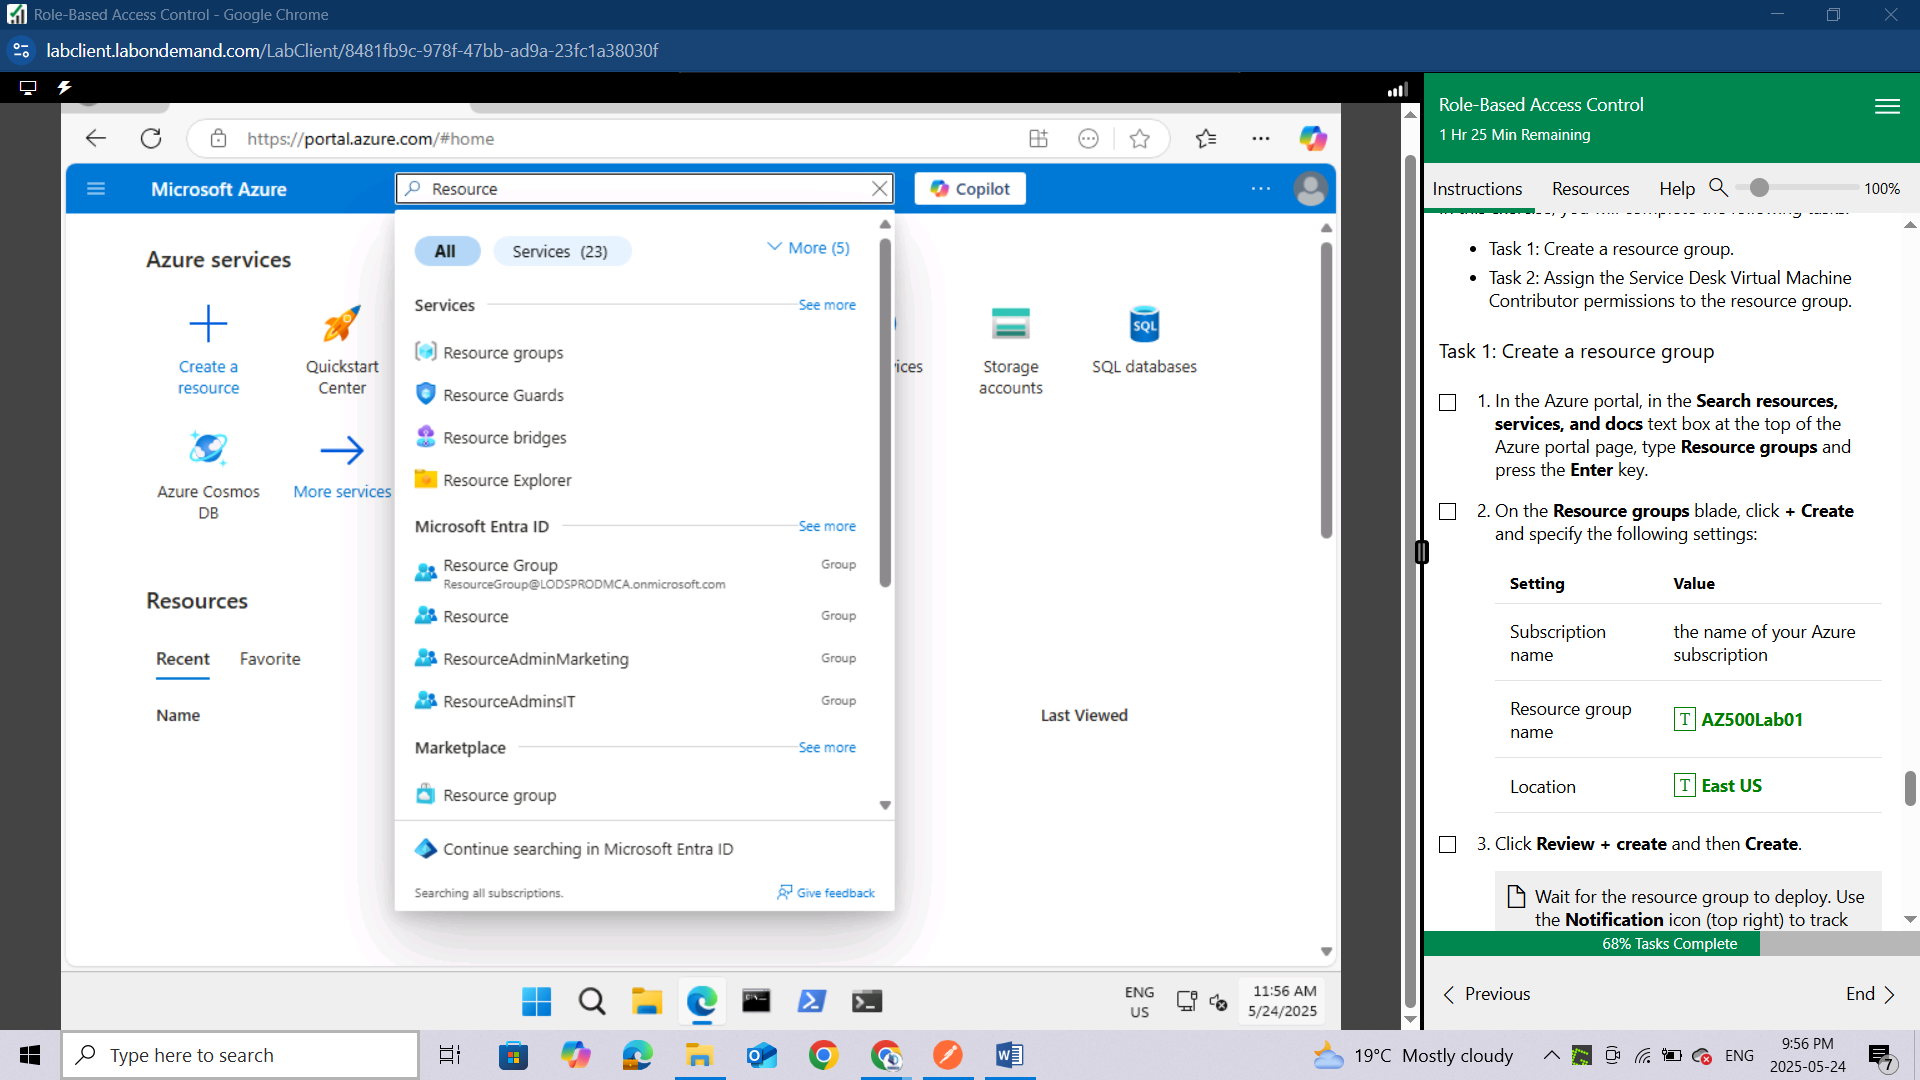 Role-Based Access Control - Google Chrome
labclient.labondemand.com/LabClient/8481fb9c-978f-47bb-ad9a-23fc1a38030f
https://portal.azure.com/#home
Microsoft Azure
Resource
Copilot
All
Services (23)
More (5)
Services
See more
Resource groups
Resource Guards
Resource bridges
Resource Explorer
Microsoft Entra ID
See more
Resource Group
Group
ResourceGroup@LODSPRODMCA.onmicrosoft.com
Resource
Group
ResourceAdminMarketing
Group
ResourceAdminsIT
Group
Marketplace
See more
Resource group
Continue searching in Microsoft Entra ID
Searching all subscriptions.
Give feedback
Azure services
Create a
resource
Quickstart
Center
Storage
accounts
SQL
SQL databases
Azure Cosmos
DB
More services
Resources
Recent
Favorite
Name
Last Viewed
ENG
US
11:56 AM
5/24/2025
Role-Based Access Control
1 Hr 25 Min Remaining
Instructions
Resources
Help
100%
In this exercise, you will complete the following tasks:
• Task 1: Create a resource group.
• Task 2: Assign the Service Desk Virtual Machine
Contributor permissions to the resource group.
Task 1: Create a resource group
1. In the Azure portal, in the Search resources,
services, and docs text box at the top of the
Azure portal page, type Resource groups and
press the Enter key.
2. On the Resource groups blade, click + Create
and specify the following settings:
Setting
Value
Subscription
name
the name of your Azure
subscription
Resource group
name
T AZ500Lab01
Location
T East US
3. Click Review + create and then Create.
Wait for the resource group to deploy. Use
the Notification icon (top right) to track
68% Tasks Complete
Previous
End
Type here to search
19°C Mostly cloudy
ENG
9:56 PM
2025-05-24
7